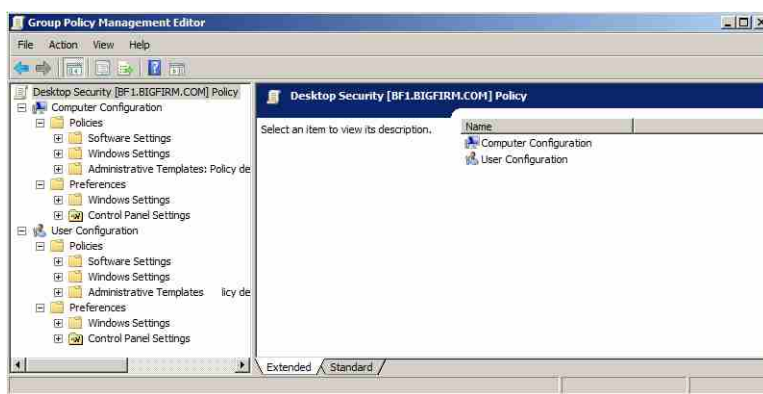 Group Policy Management Editor
File Action View Help
Desktop Security [BF1.BIGFIRM.COM] Policy
Computer Configuration
Policies
Software Settings
Windows Settings
Administrative Templates: Policy de
Preferences
Windows Settings
Control Panel Settings
User Configuration
Policies
Software Settings
Windows Settings
Administrative Templates licy de
Preferences
Windows Settings
Control Panel Settings
Desktop Security [BF1.BIGFIRM.COM] Policy
Select an item to view its description.
Name
Computer Configuration
User Configuration
Extended Standard